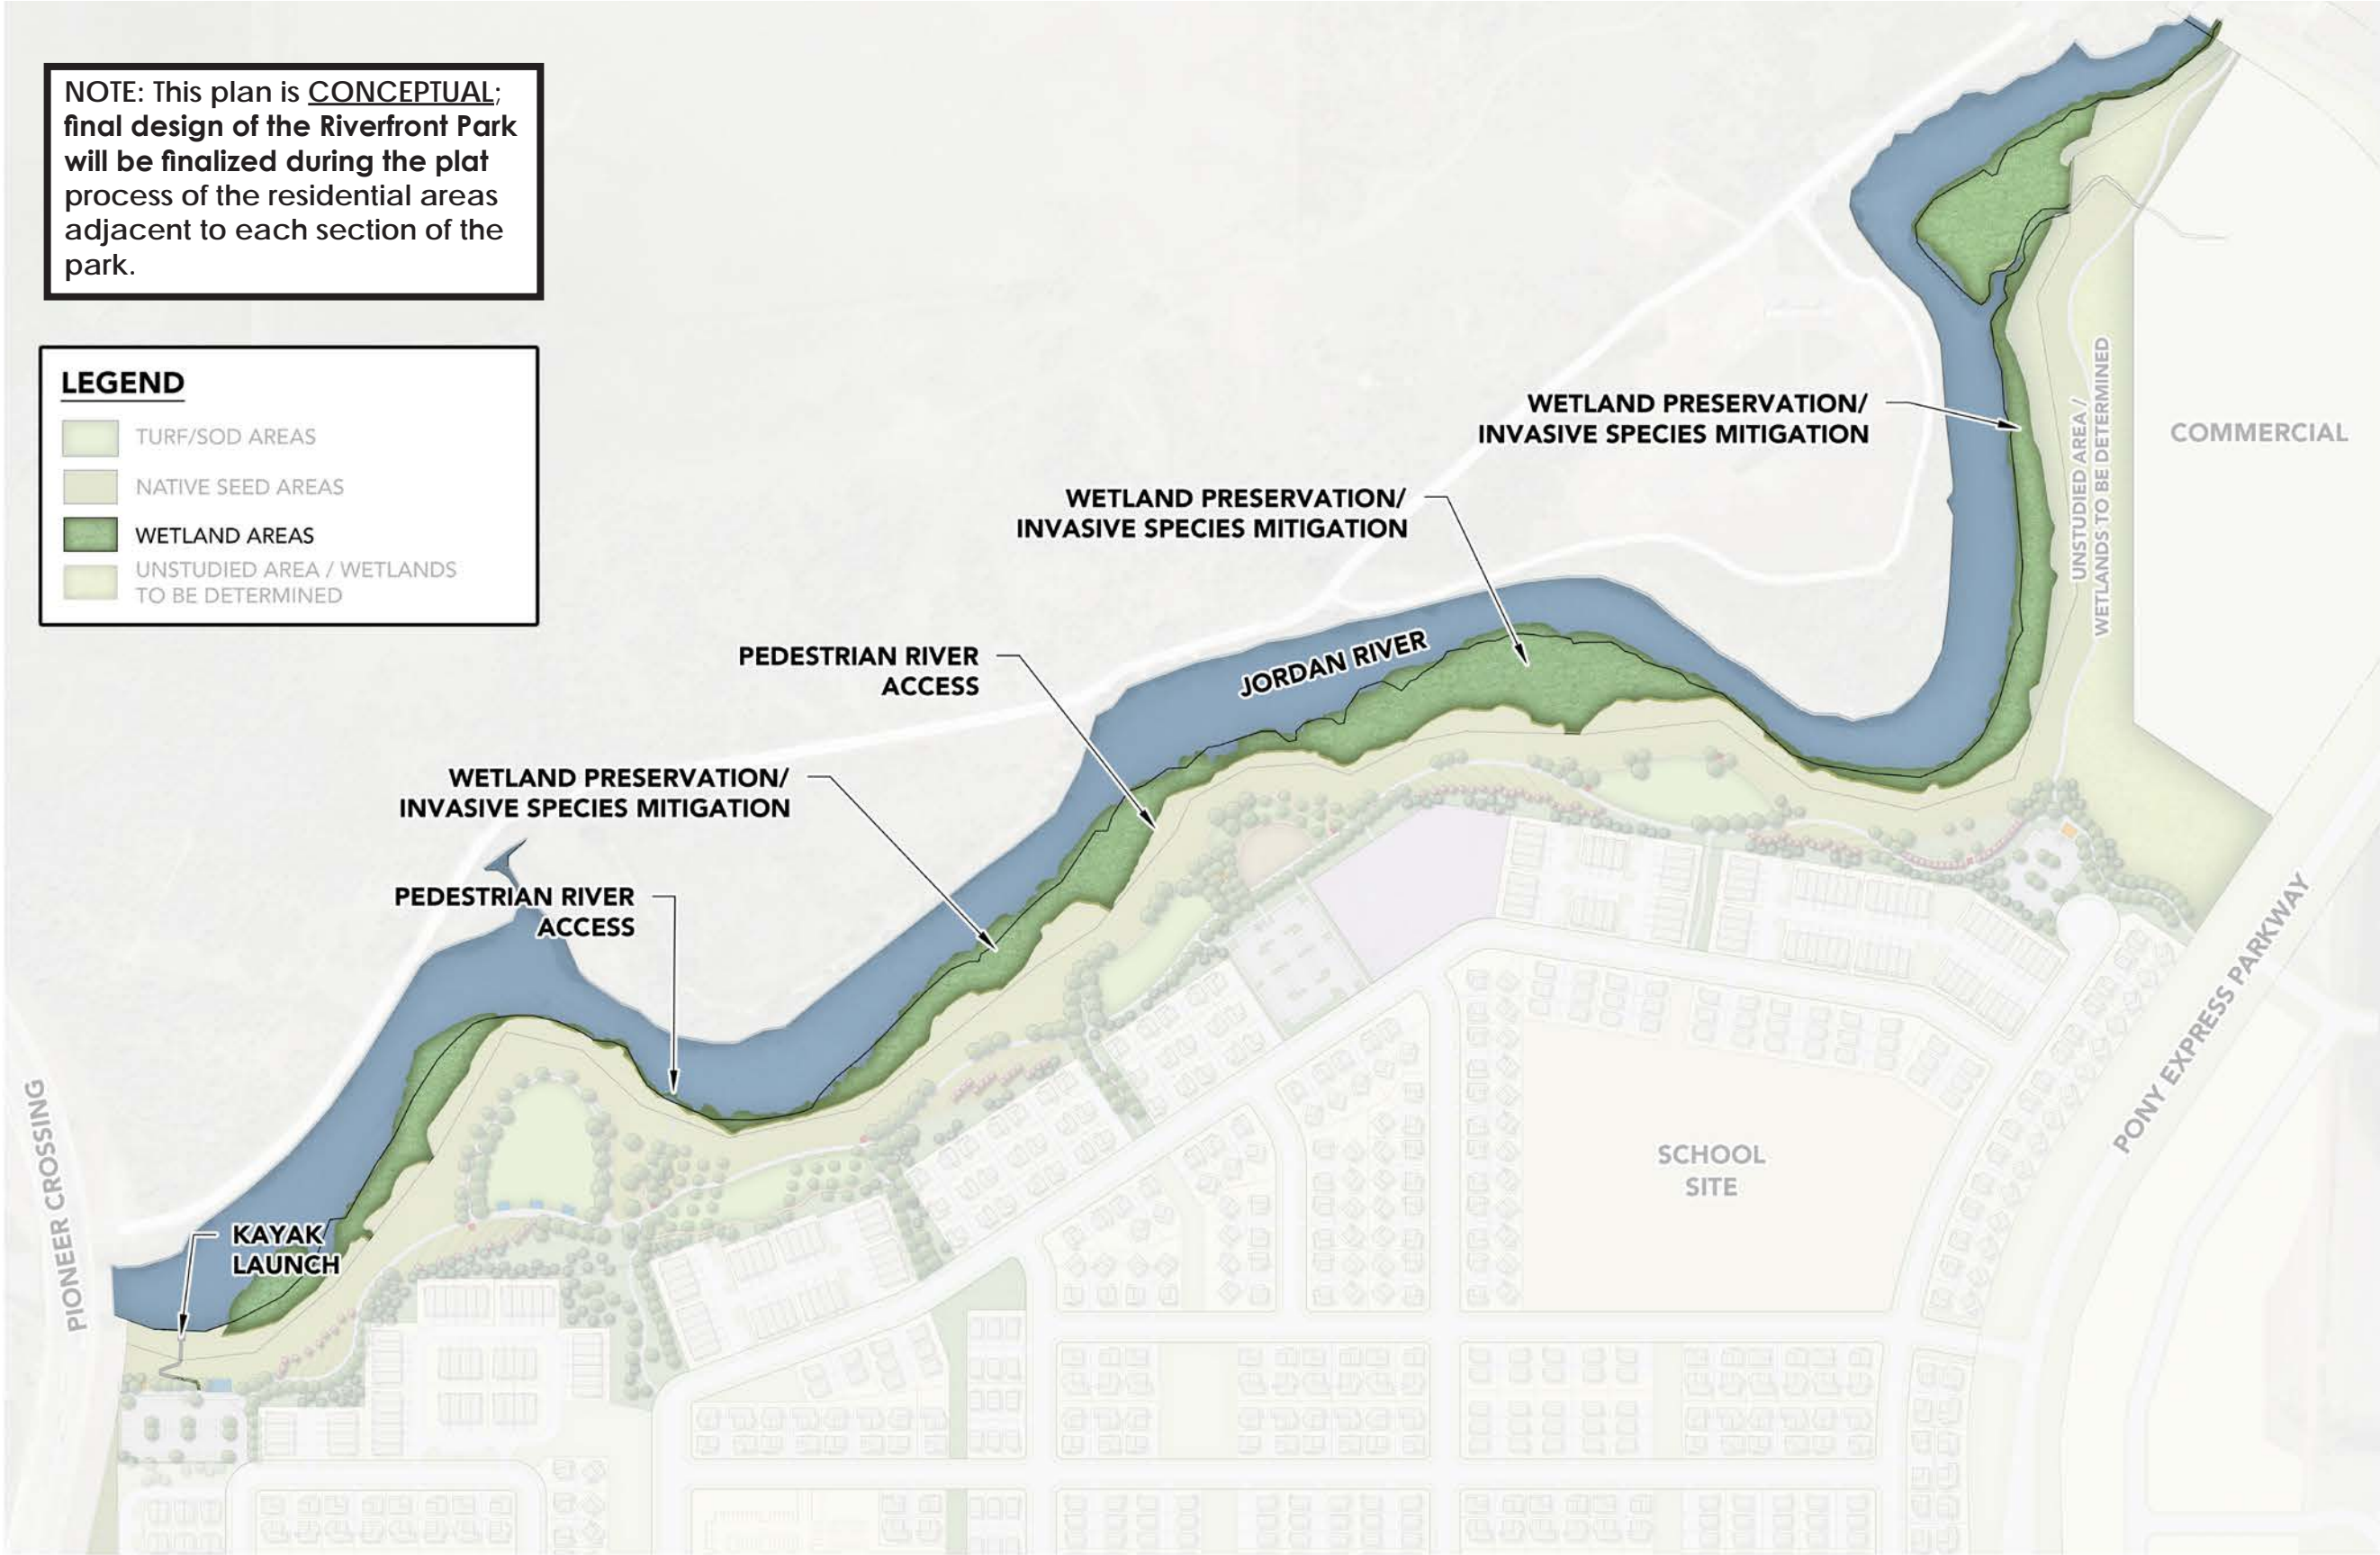 NOTE: This plan is CONCEPTUAL;
final design of the Riverfront Park
will be finalized during the plat
process of the residential areas
adjacent to each section of the
park.
LEGEND
TURF/SOD AREAS
NATIVE SEED AREAS
WETLAND AREAS
UNSTUDIED AREA / WETLANDS
TO BE DETERMINED
WETLAND PRESERVATION/
INVASIVE SPECIES MITIGATION
UNSTUDIED AREA /
WETLANDS TO BE DETERMINED
COMMERCIAL
WETLAND PRESERVATION/
INVASIVE SPECIES MITIGATION
PEDESTRIAN RIVER
ACCESS
JORDAN RIVER
WETLAND PRESERVATION/
INVASIVE SPECIES MITIGATION
PEDESTRIAN RIVER
ACCESS
PONY EXPRESS PARKWAY
SCHOOL
SITE
PIONEER CROSSING
KAYAK
LAUNCH